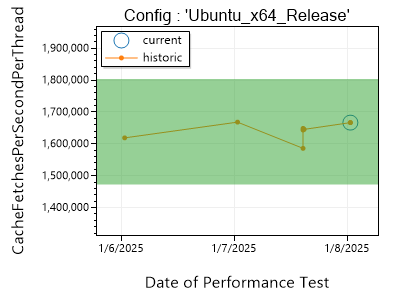 Config : 'Ubuntu_x64_Release'
current
historic
CacheFetchesPerSecondPerThread
1,900,000
1,800,000
1,700,000
1,600,000
1,500,000
1,400,000
1/6/2025 1/7/2025 1/8/2025
Date of Performance Test